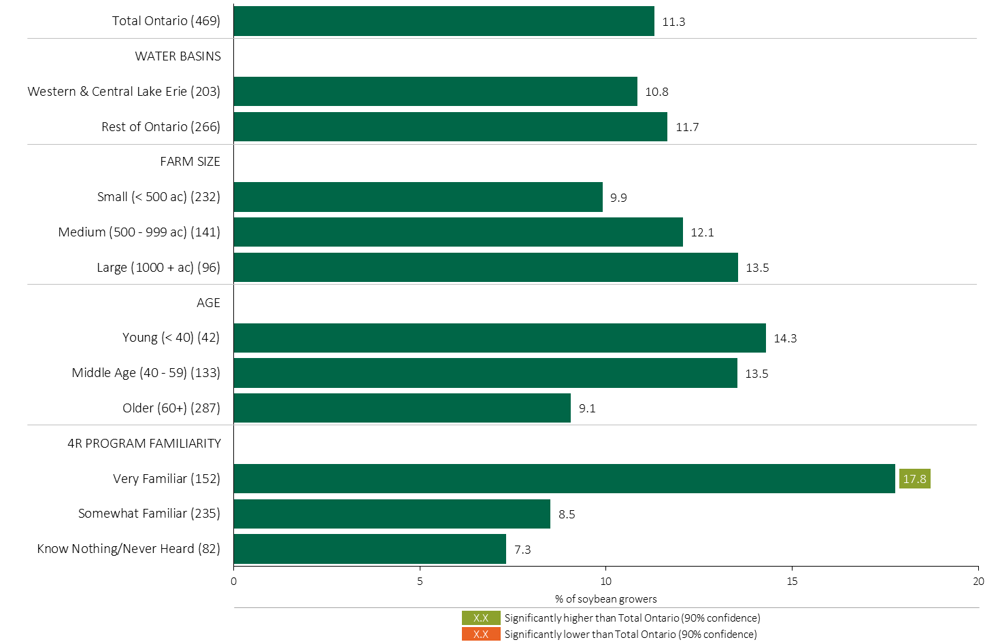 Total Ontario (469) 11.3
WATER BASINS
Western & Central Lake Erie (203) 10.8
Rest of Ontario (266) 11.7
FARM SIZE
Small (< 500 ac) (232) 9.9
Medium (500 - 999 ac) (141) 12.1
Large (1000 + ac) (96) 13.5
AGE
Young (< 40) (42) 14.3
Middle Age (40 - 59) (133) 13.5
Older (60+) (287) 9.1
4R PROGRAM FAMILIARITY
Very Familiar (152) 17.8
Somewhat Familiar (235) 8.5
Know Nothing/Never Heard (82) 7.3
0 5 10 15 20
% of soybean growers
X.X Significantly higher than Total Ontario (90% confidence)
X.X Significantly lower than Total Ontario (90% confidence)